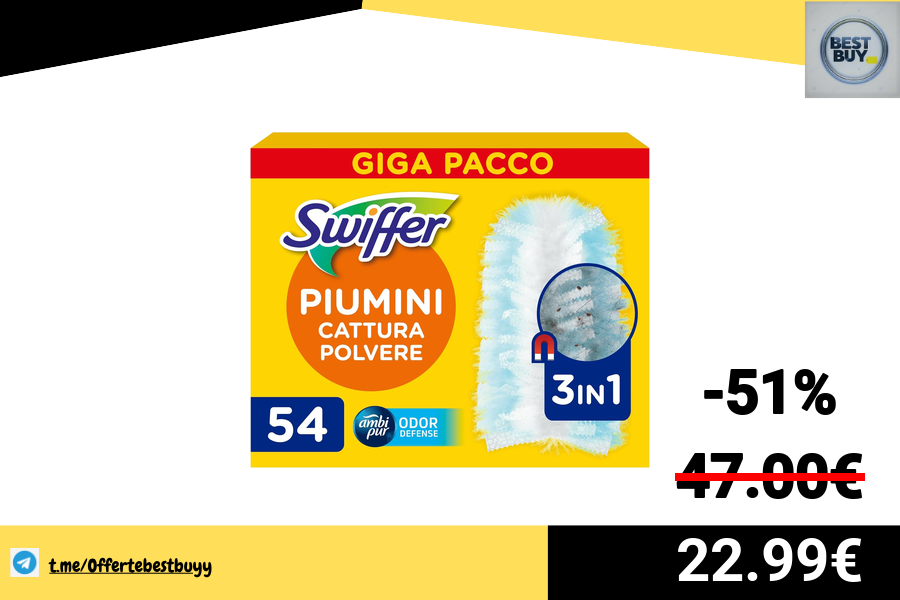 BEST
BUY
GIGA PACCO
Swiffer
PIUMINI
CATTURA
POLVERE
3IN1
54
ambi
pur
ODOR
DEFENSE
-51%
47.00€
22.99€
t.me/Offertebestbuyy